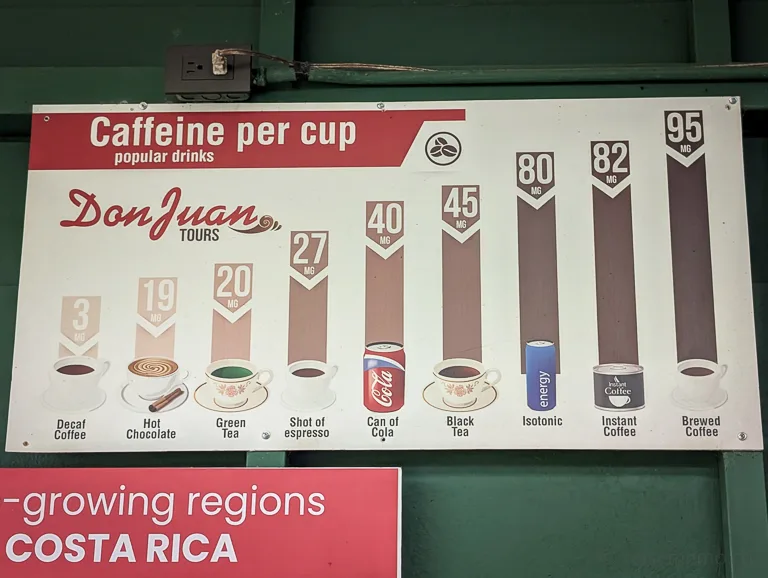 Caffeine per cup
popular drinks
Don Juan
TOURS
3
MG
19
MG
20
MG
27
MG
40
MG
45
MG
80
MG
82
MG
95
MG
Cola
energy
instant
Coffee
Decaf
Coffee
Hot
Chocolate
Green
Tea
Shot of
espresso
Can of
Cola
Black
Tea
Isotonic
Instant
Coffee
Brewed
Coffee
-growing regions
COSTA RICA